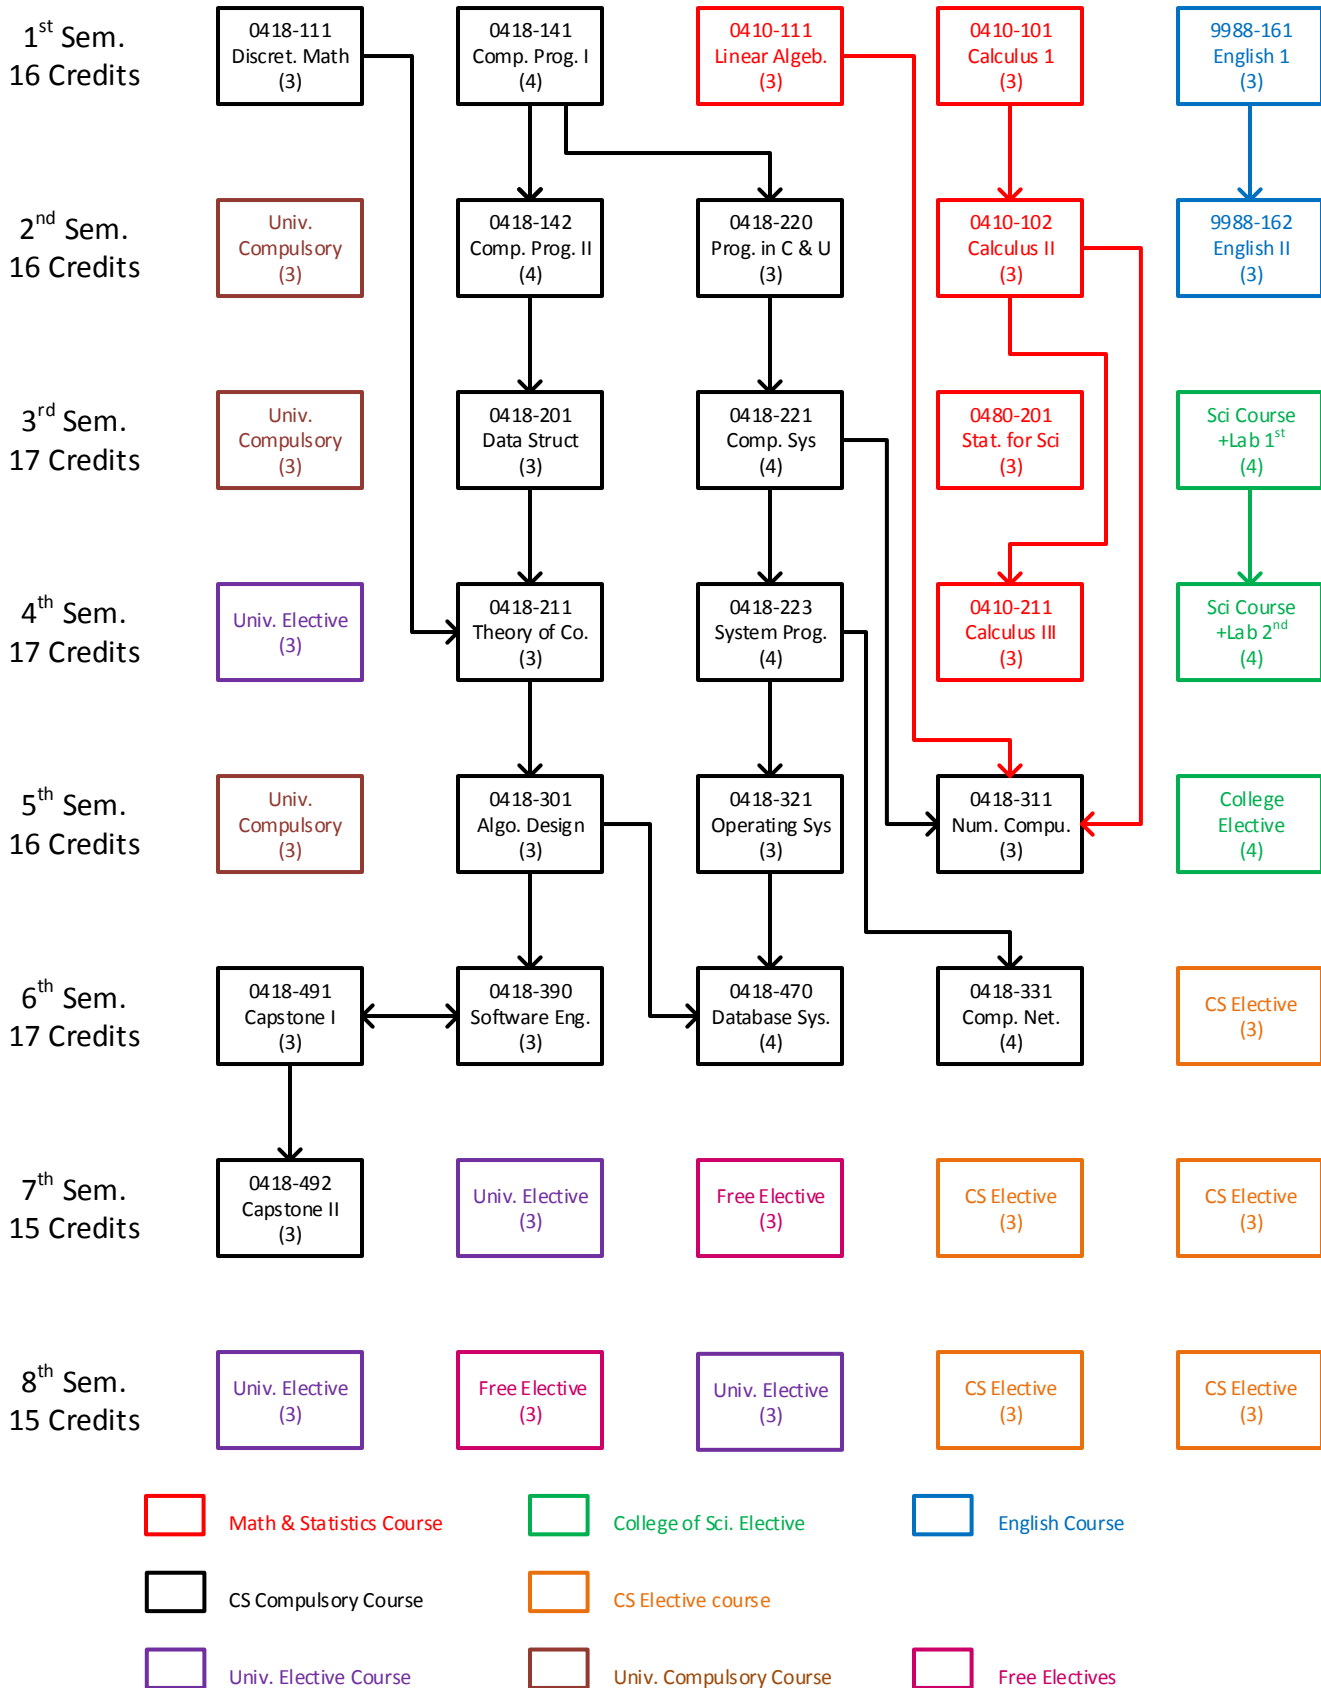 1st Sem.
16 Credits
0418-111
Discret. Math
(3)
0418-141
Comp. Prog. I
(4)
0410-111
Linear Algeb.
(3)
0410-101
Calculus 1
(3)
9988-161
English 1
(3)
2nd Sem.
16 Credits
Univ.
Compulsory
(3)
0418-142
Comp. Prog. II
(4)
0418-220
Prog. in C & U
(3)
0410-102
Calculus II
(3)
9988-162
English II
(3)
3rd Sem.
17 Credits
Univ.
Compulsory
(3)
0418-201
Data Struct
(3)
0418-221
Comp. Sys
(4)
0480-201
Stat. for Sci
(3)
Sci Course
+Lab 1st
(4)
4th Sem.
17 Credits
Univ. Elective
(3)
0418-211
Theory of Co.
(3)
0418-223
System Prog.
(4)
0410-211
Calculus III
(3)
Sci Course
+Lab 2nd
(4)
5th Sem.
16 Credits
Univ.
Compulsory
(3)
0418-301
Algo. Design
(3)
0418-321
Operating Sys
(3)
0418-311
Num. Compu.
(3)
College
Elective
(4)
6th Sem.
17 Credits
0418-491
Capstone I
(3)
0418-390
Software Eng.
(3)
0418-470
Database Sys.
(4)
0418-331
Comp. Net.
(4)
CS Elective
(3)
7th Sem.
15 Credits
0418-492
Capstone II
(3)
Univ. Elective
(3)
Free Elective
(3)
CS Elective
(3)
CS Elective
(3)
8th Sem.
15 Credits
Univ. Elective
(3)
Free Elective
(3)
Univ. Elective
(3)
CS Elective
(3)
CS Elective
(3)
Math & Statistics Course
College of Sci. Elective
English Course
CS Compulsory Course
CS Elective course
Univ. Elective Course
Univ. Compulsory Course
Free Electives